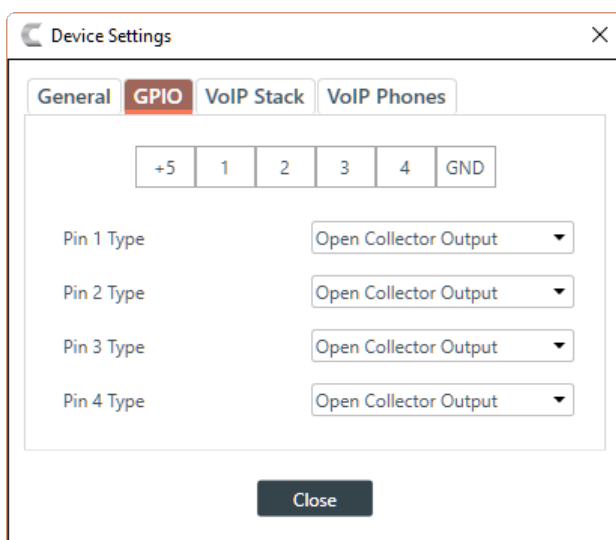 Device Settings
General GPIO VoIP Stack VoIP Phones
+5 1 2 3 4 GND
Pin 1 Type Open Collector Output
Pin 2 Type Open Collector Output
Pin 3 Type Open Collector Output
Pin 4 Type Open Collector Output
Close